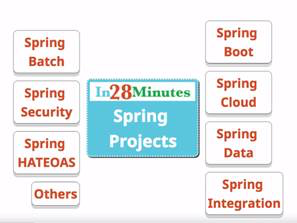 Spring
Batch
Spring
Security
Spring
HATEOAS
Others
In28Minutes
Spring
Projects
Spring
Boot
Spring
Cloud
Spring
Data
Spring
Integration